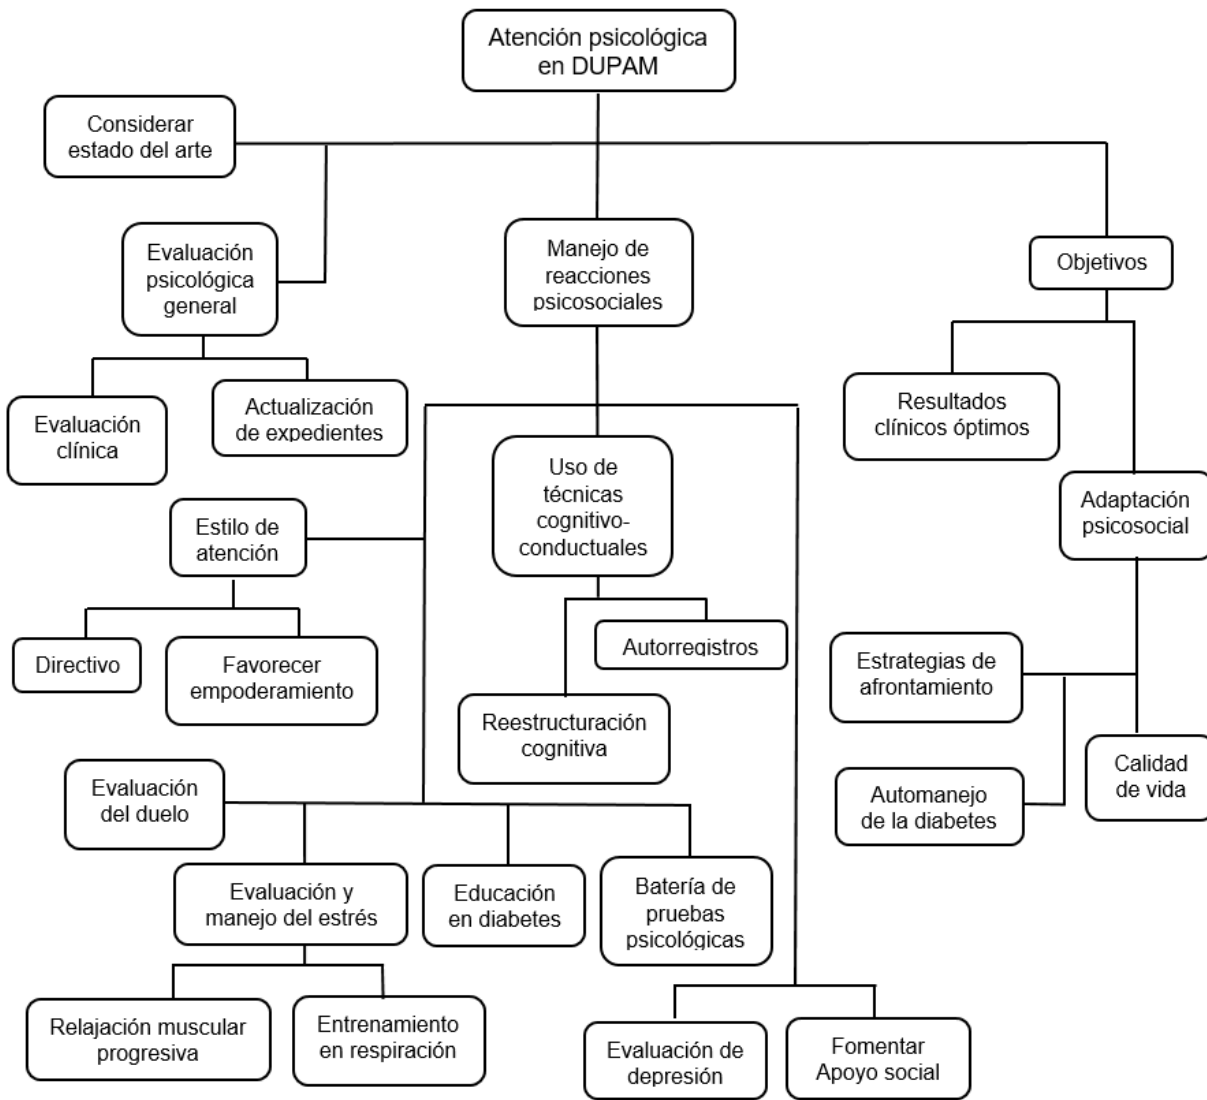 Atención psicológica
en DUPAM
Considerar
estado del arte
Evaluación
psicológica
general
Manejo de
reacciones
psicosociales
Objetivos
Evaluación
clínica
Actualización
de expedientes
Resultados
clínicos óptimos
Uso de
técnicas
cognitivo-
conductuales
Adaptación
psicosocial
Estilo de
atención
Directivo
Favorecer
empoderamiento
Autorregistros
Estrategias de
afrontamiento
Reestructuración
cognitiva
Calidad
de vida
Evaluación
del duelo
Automanejo
de la diabetes
Evaluación y
manejo del estrés
Educación
en diabetes
Batería de
pruebas
psicológicas
Relajación muscular
progresiva
Entrenamiento
en respiración
Evaluación de
depresión
Fomentar
Apoyo social